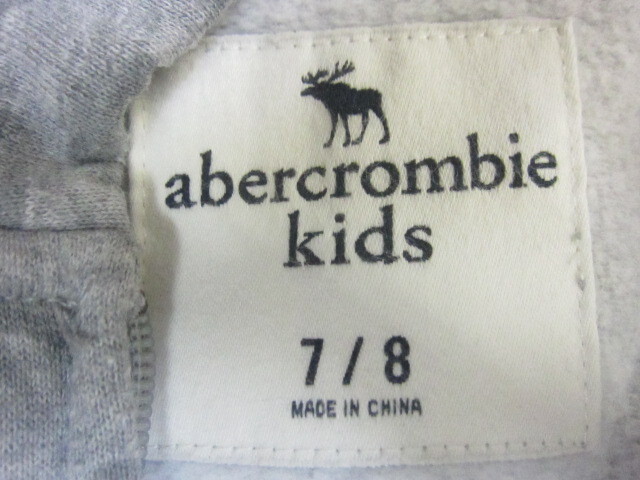 abercrombie
kids
7 / 8
MADE IN CHINA